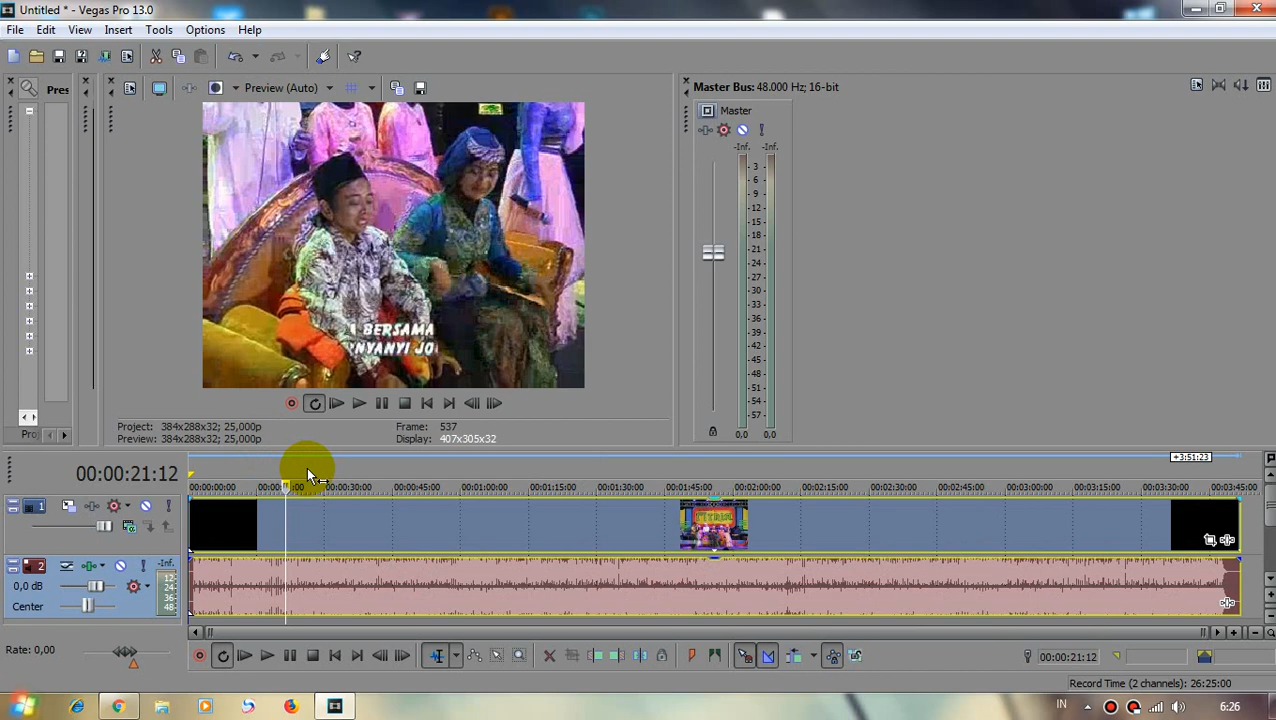 Untitled * - Vegas Pro 13.0
File Edit View Insert Tools Options Help
Pres
Preview (Auto)
Master Bus: 48.000 Hz; 16-bit
Master
-Inf. -Inf.
3
6
9
12
15
18
21
24
27
30
33
36
39
42
45
48
51
54
57
0,0 0,0
BERSAMA
NYANYI JO
Project: 384x288x32; 25,000p
Frame: 537
Preview: 384x288x32; 25,000p
Display: 407x305x32
00:00:21:12
+3:51:23
00:00:00:00 00:00:30:00 00:00:45:00 00:01:00:00 00:01:15:00 00:01:30:00 00:01:45:00 00:02:00:00 00:02:15:00 00:02:30:00 00:02:45:00 00:03:00:00 00:03:15:00 00:03:30:00 00:03:45:00
1
2
-Inf.
0,0 dB
Center
12
24
36
48
Rate: 0,00
00:00:21:12
Record Time (2 channels): 26:25:00
IN
6:26